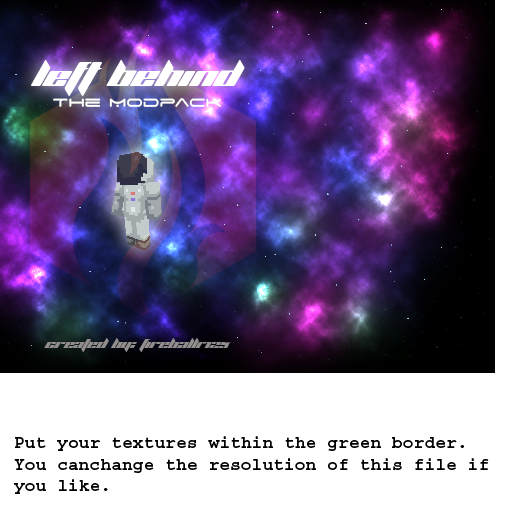 left behind
THE MODPACK
created by: fireballrcs
Put your textures within the green border.
You canchange the resolution of this file if
you like.